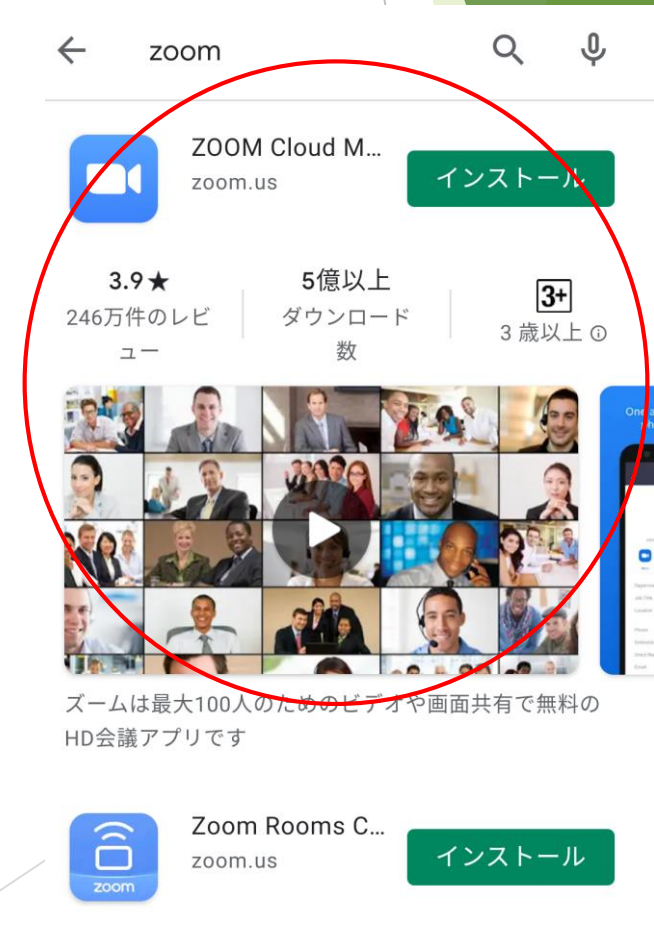 zoom
ZOOM Cloud M...
zoom.us
インストール
3.9★
246万件のレビ
ュー
5億以上
ダウンロード
数
3+
3 歳以上
ズームは最大100人のためのビデオや画面共有で無料の
HD会議アプリです
zoom
Zoom Rooms C...
zoom.us
インストール